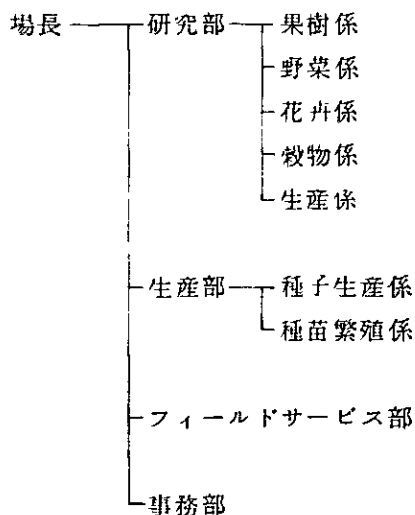 場長 研究部 果樹係
野菜係
花卉係
穀物係
生産係
生産部 種子生産係
種苗繁殖係
フィールドサービス部
事務部